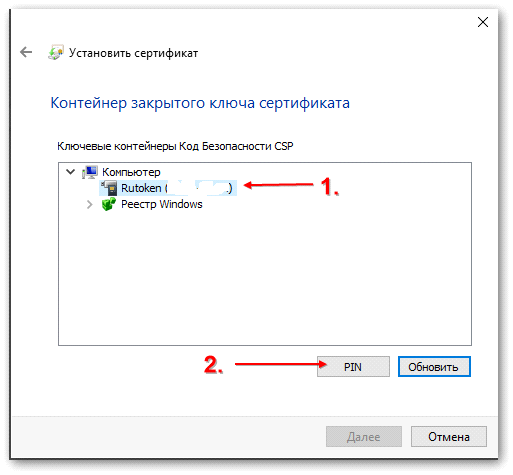 Установить сертификат
Контейнер закрытого ключа сертификата
Ключевые контейнеры Код Безопасности CSP
Компьютер
Rutoken ( .)
1.
Реестр Windows
2.
PIN
Обновить
Далее
Отмена